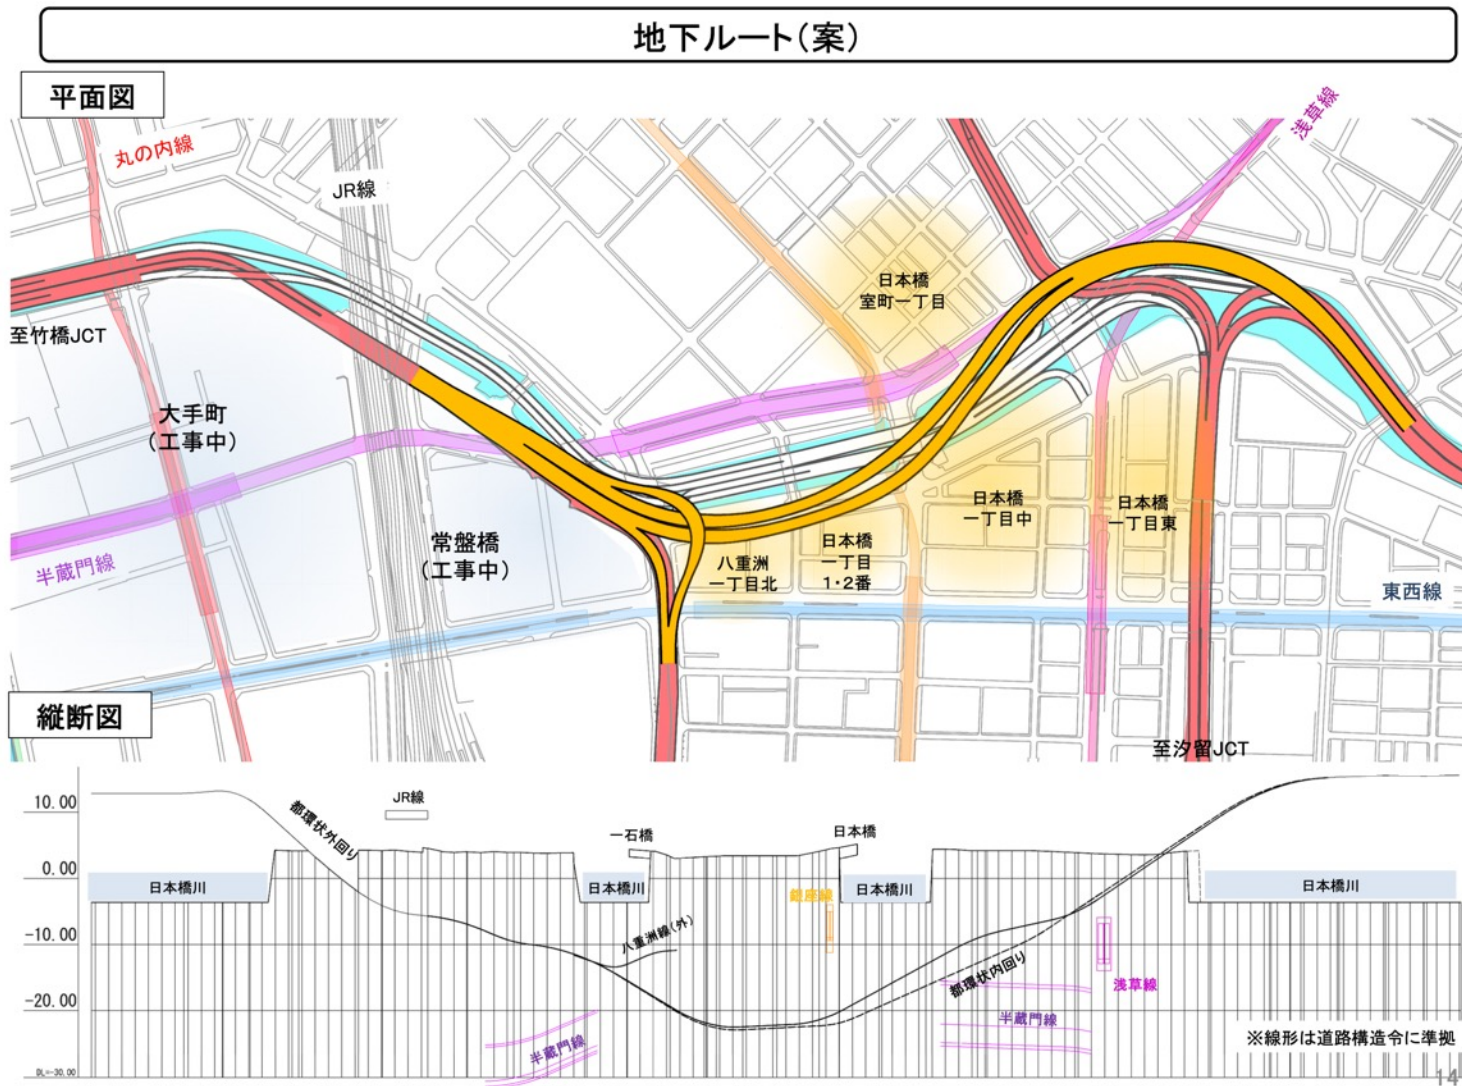 地下ルート(案)
平面図
丸の内線
JR線
浅草線
日本橋
室町一丁目
至竹橋JCT
大手町
(工事中)
半蔵門線
常盤橋
(工事中)
八重洲
一丁目北
日本橋
一丁目
1・2番
日本橋
一丁目中
日本橋
一丁目東
東西線
至汐留JCT
縦断図
10.00
0.00
-10.00
-20.00
DL=-30.00
都環状外回り
JR線
一石橋
日本橋
日本橋川
日本橋川
日本橋川
日本橋川
銀座線
八重洲線(外)
都環状内回り
浅草線
半蔵門線
半蔵門線
※線形は道路構造令に準拠
14